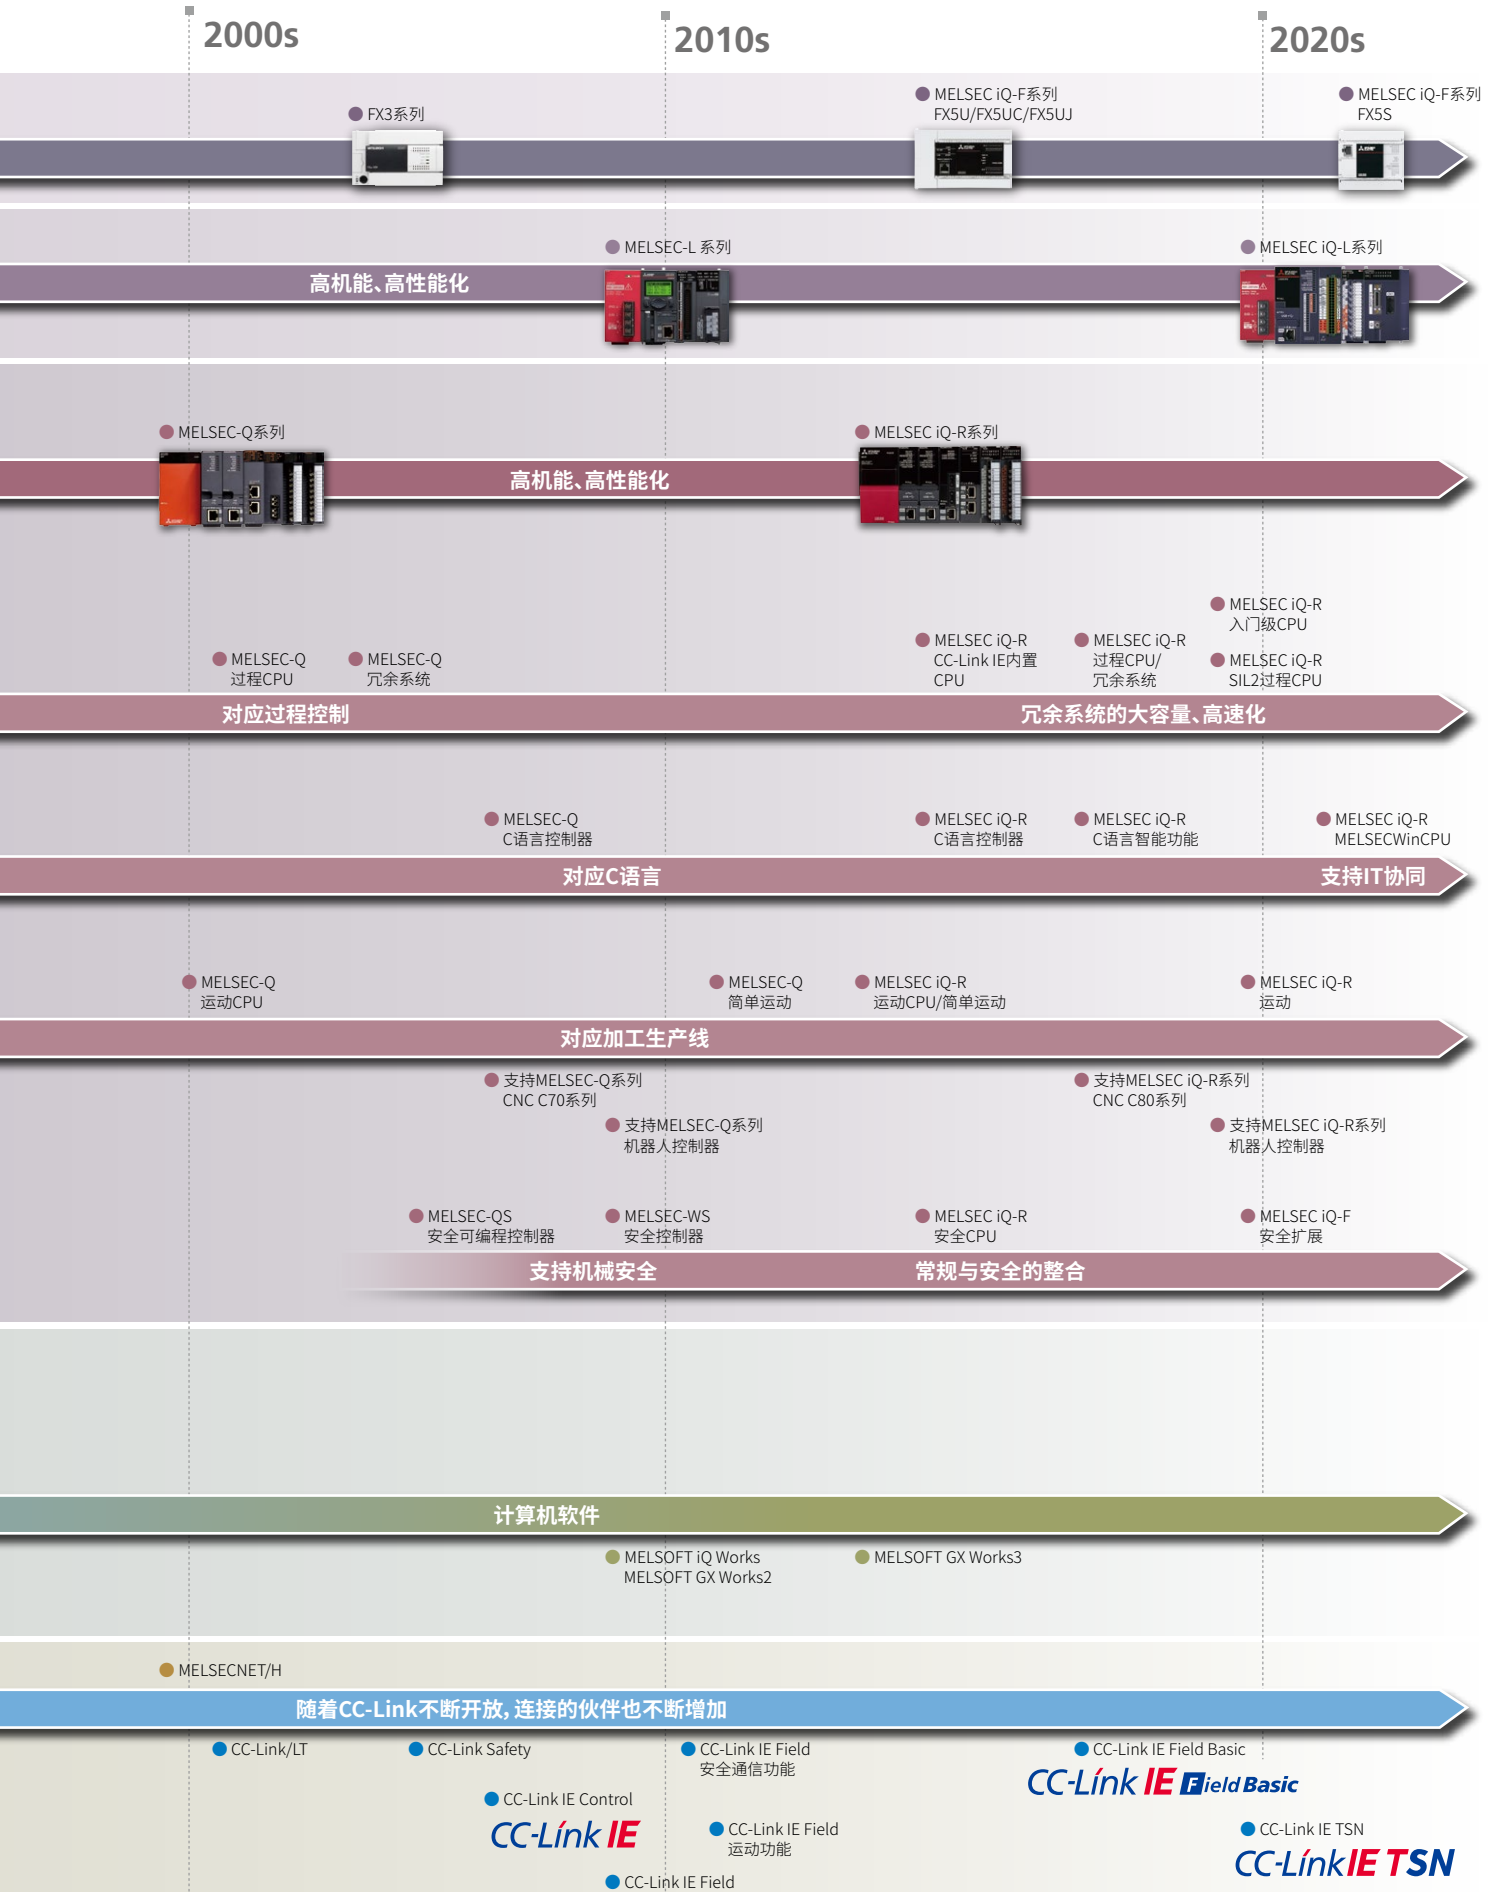 2000s
2010s
2020s
FX3系列
MELSEC iQ-F系列
FX5U/FX5UC/FX5UJ
MELSEC iQ-F系列
FX5S
MELSEC-L 系列
MELSEC iQ-L系列
高机能、高性能化
MELSEC-Q系列
MELSEC iQ-R系列
高机能、高性能化
MELSEC-Q
过程CPU
MELSEC-Q
冗余系统
MELSEC iQ-R
CC-Link IE内置
CPU
MELSEC iQ-R
过程CPU/
冗余系统
MELSEC iQ-R
入门级CPU
MELSEC iQ-R
SIL2过程CPU
对应过程控制
冗余系统的大容量、高速化
MELSEC-Q
C语言控制器
MELSEC iQ-R
C语言控制器
MELSEC iQ-R
C语言智能功能
MELSEC iQ-R
MELSECWinCPU
对应C语言
支持IT协同
MELSEC-Q
运动CPU
MELSEC-Q
简单运动
MELSEC iQ-R
运动CPU/简单运动
MELSEC iQ-R
运动
对应加工生产线
支持MELSEC-Q系列
CNC C70系列
支持MELSEC iQ-R系列
CNC C80系列
支持MELSEC-Q系列
机器人控制器
支持MELSEC iQ-R系列
机器人控制器
MELSEC-QS
安全可编程控制器
MELSEC-WS
安全控制器
MELSEC iQ-R
安全CPU
MELSEC iQ-F
安全扩展
支持机械安全
常规与安全的整合
计算机软件
MELSOFT iQ Works
MELSOFT GX Works2
MELSOFT GX Works3
MELSECNET/H
随着CC-Link不断开放，连接的伙伴也不断增加
CC-Link/LT
CC-Link Safety
CC-Link IE Field
安全通信功能
CC-Link IE Field Basic
CC-Link IE Field Basic
CC-Link IE Control
CC-Link IE
CC-Link IE Field
运动功能
CC-Link IE TSN
CC-Link IE TSN
CC-Link IE Field